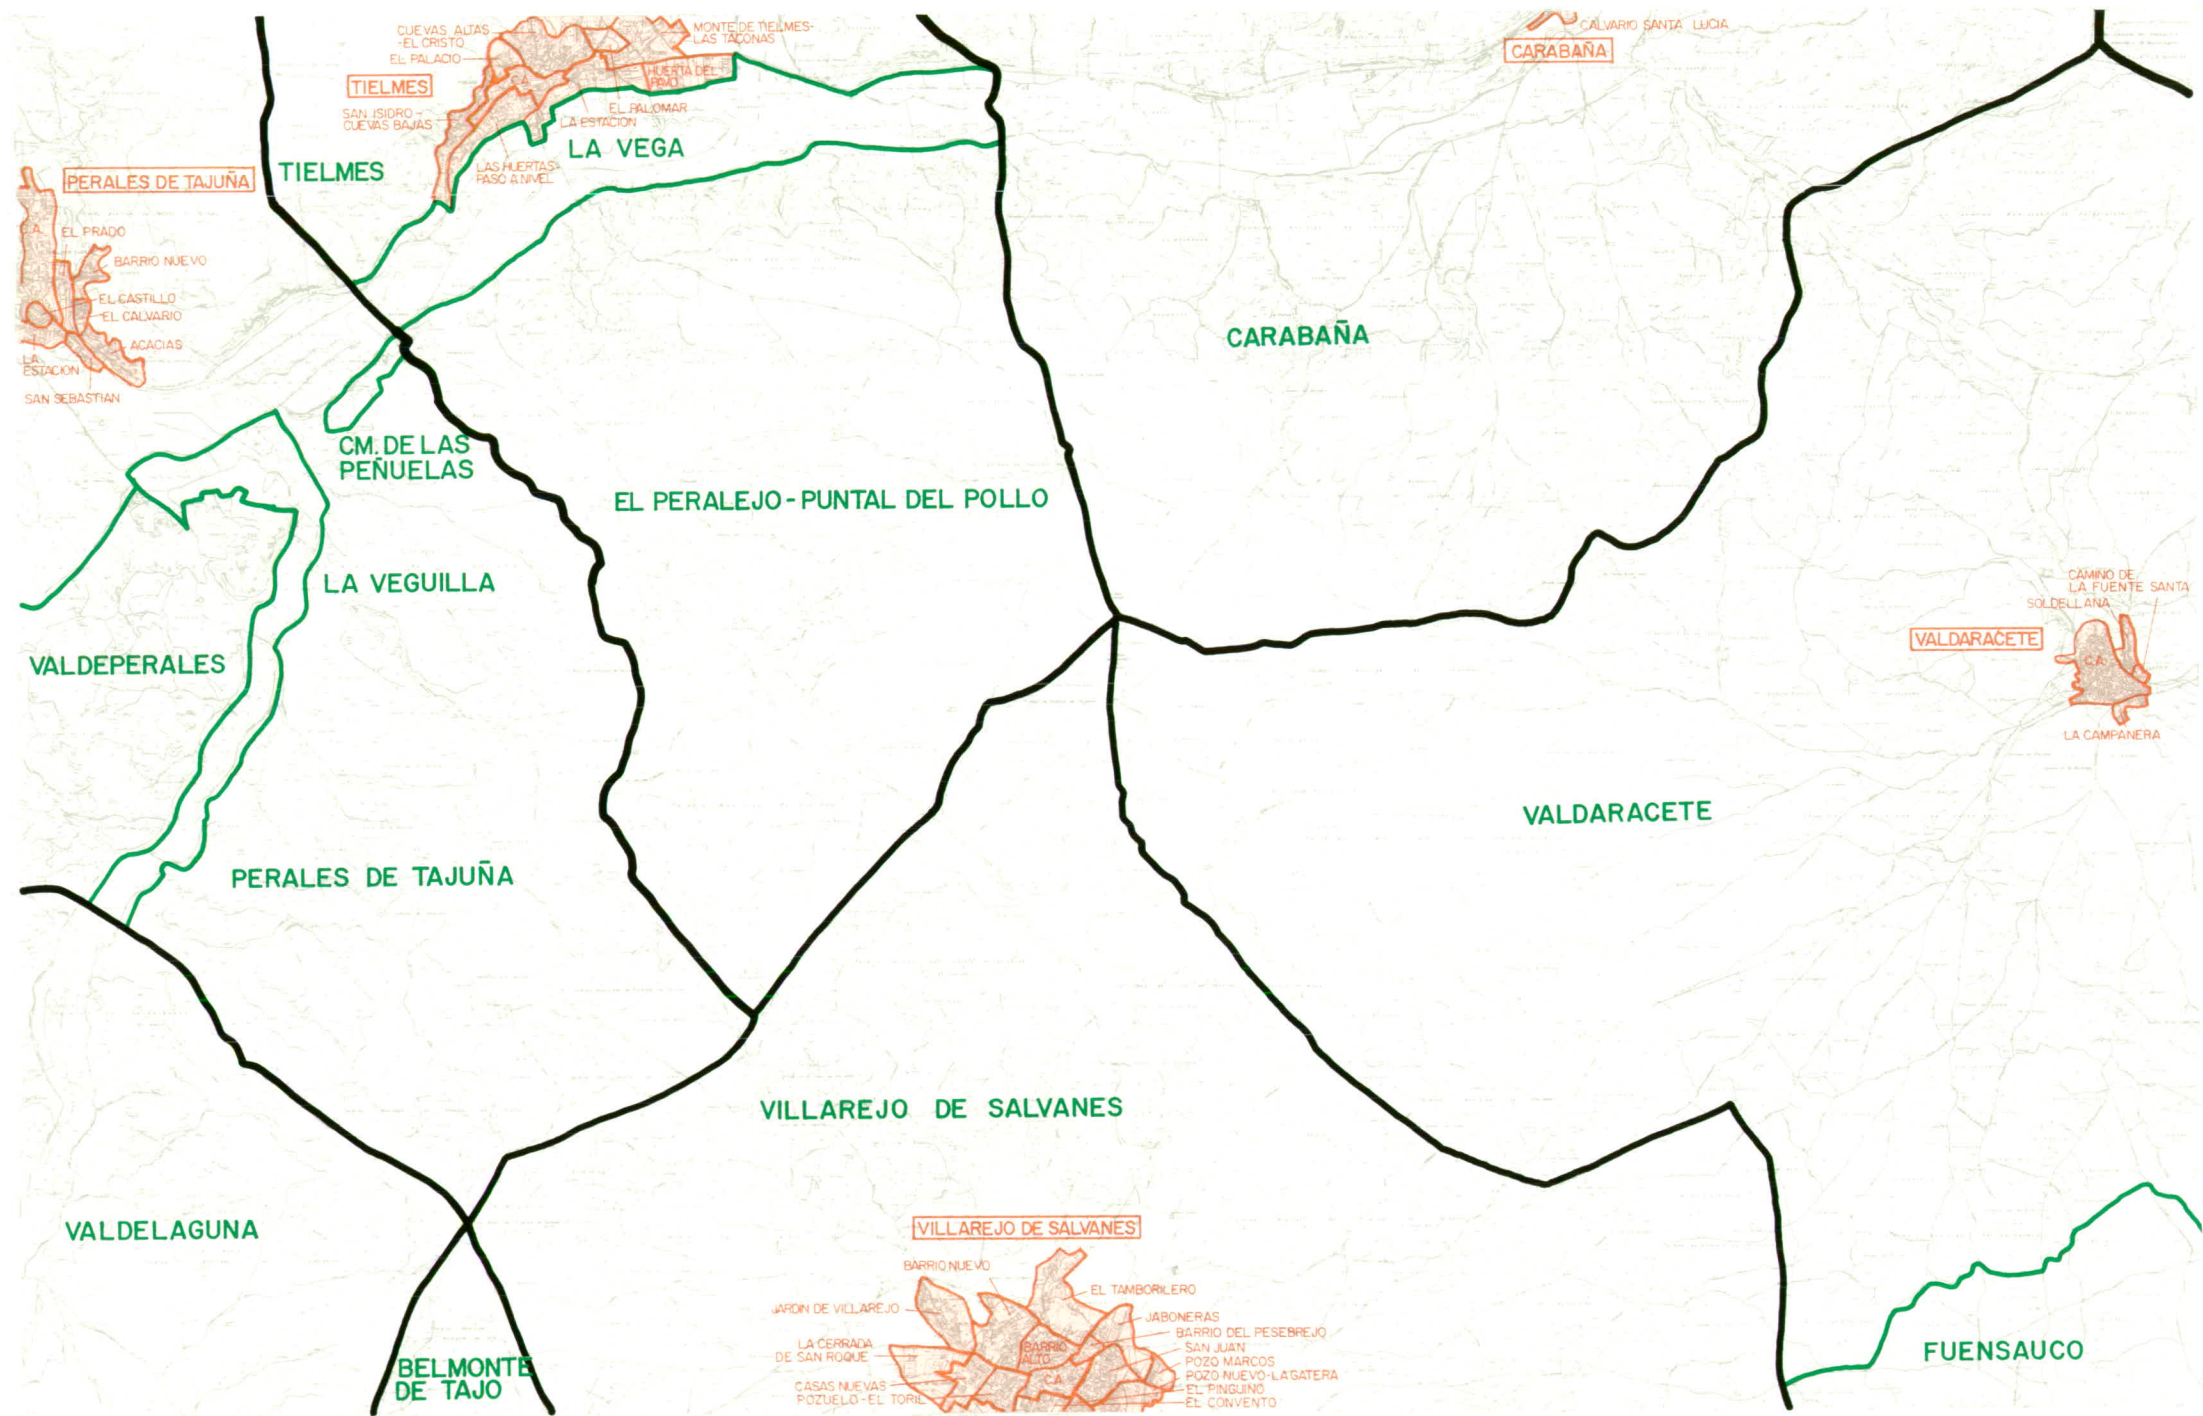 CUEVAS ALTAS
-EL CRISTO
EL PALACIO
MONTE DE TIELMES-
LAS TACONAS
HUERTA DEL
TIELMES
C.A.
SAN ISIDRO-
CUEVAS BAJAS
EL PALOMAR
LA ESTACION
LAS HUERTAS-
PASO A NIVEL
LA VEGA
TIELMES
CALVARIO SANTA LUCIA
CARABAÑA
PERALES DE TAJUÑA
C.A.
EL PRADO
BARRIO NUEVO
EL CASTILLO
EL CALVARIO
ACACIAS
LA
ESTACION
SAN SEBASTIAN
CARABAÑA
CM. DE LAS
PEÑUELAS
EL PERALEJO-PUNTAL DEL POLLO
LA VEGUILLA
VALDEPERALES
CAMINO DE
LA FUENTE SANTA
SOLDELLANA
VALDARACETE
C.A.
LA CAMPANERA
VALDARACETE
PERALES DE TAJUÑA
VILLAREJO DE SALVANES
VALDELAGUNA
VILLAREJO DE SALVANES
BARRIO NUEVO
EL TAMBORILERO
JARDIN DE VILLAREJO
JABONERAS
BARRIO DEL PESEBREJO
LA CERRADA
DE SAN ROQUE
BARRIO
ALTO
SAN JUAN
POZO MARCOS
C.A.
POZO NUEVO-LAGATERA
CASAS NUEVAS
EL PINGUINO
POZUELO-EL TORIL
EL CONVENTO
BELMONTE
DE TAJO
FUENSAUCO